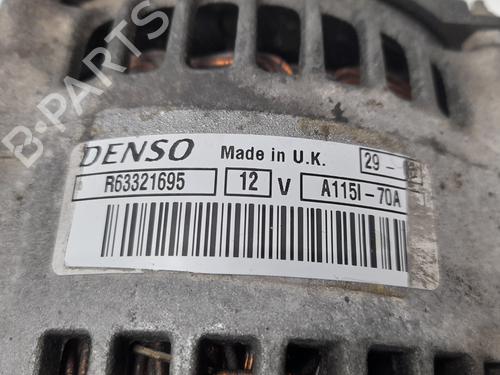 DENSO Made in U.K. 29 -
R63321695 12 V A115I-70A
B-PARTS